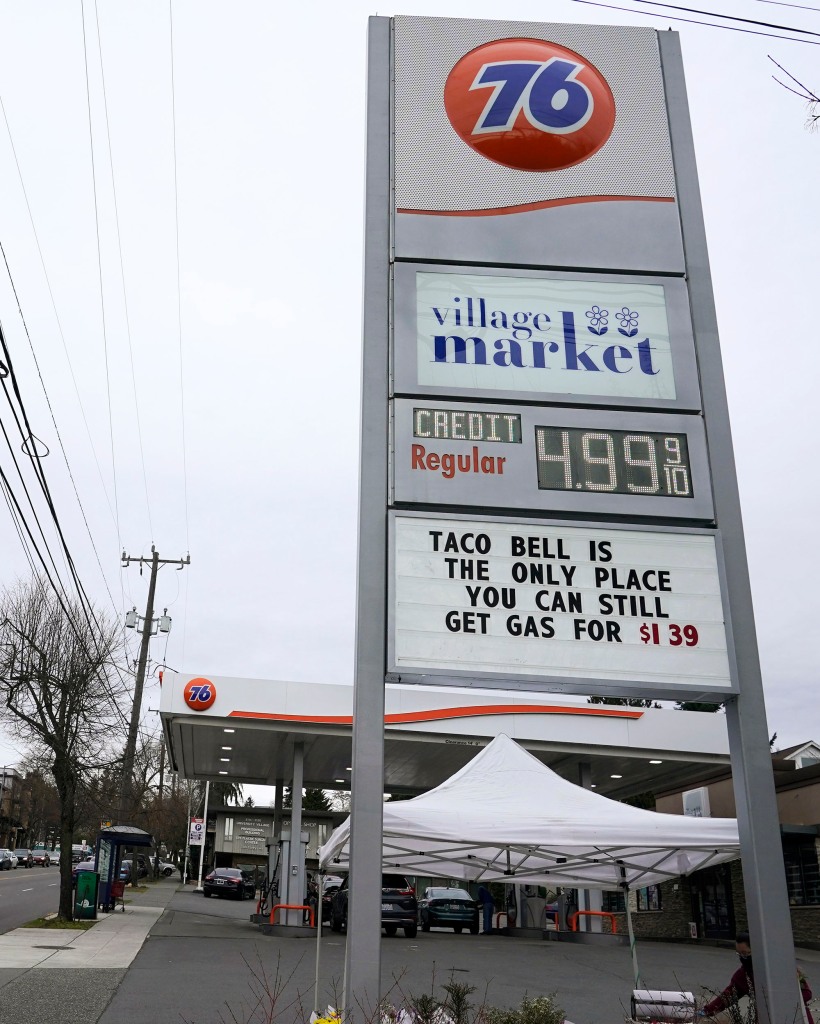 76
village
market
CREDIT
Regular
4.99 9/10
TACO BELL IS
THE ONLY PLACE
YOU CAN STILL
GET GAS FOR $1 39
76